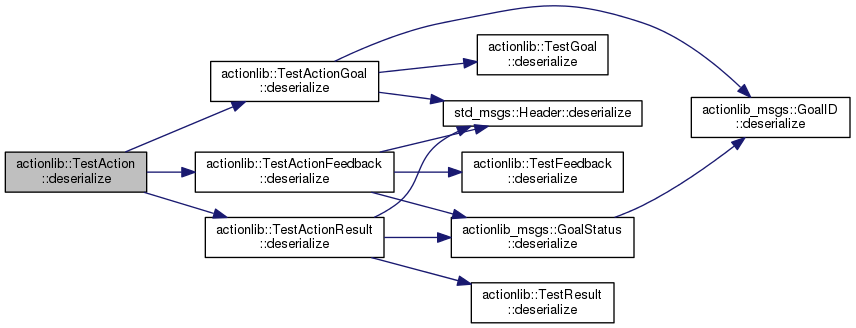 actionlib::TestAction
::deserialize
actionlib::TestActionGoal
::deserialize
actionlib::TestActionFeedback
::deserialize
actionlib::TestActionResult
::deserialize
actionlib::TestGoal
::deserialize
std_msgs::Header::deserialize
actionlib::TestFeedback
::deserialize
actionlib_msgs::GoalStatus
::deserialize
actionlib::TestResult
::deserialize
actionlib_msgs::GoalID
::deserialize